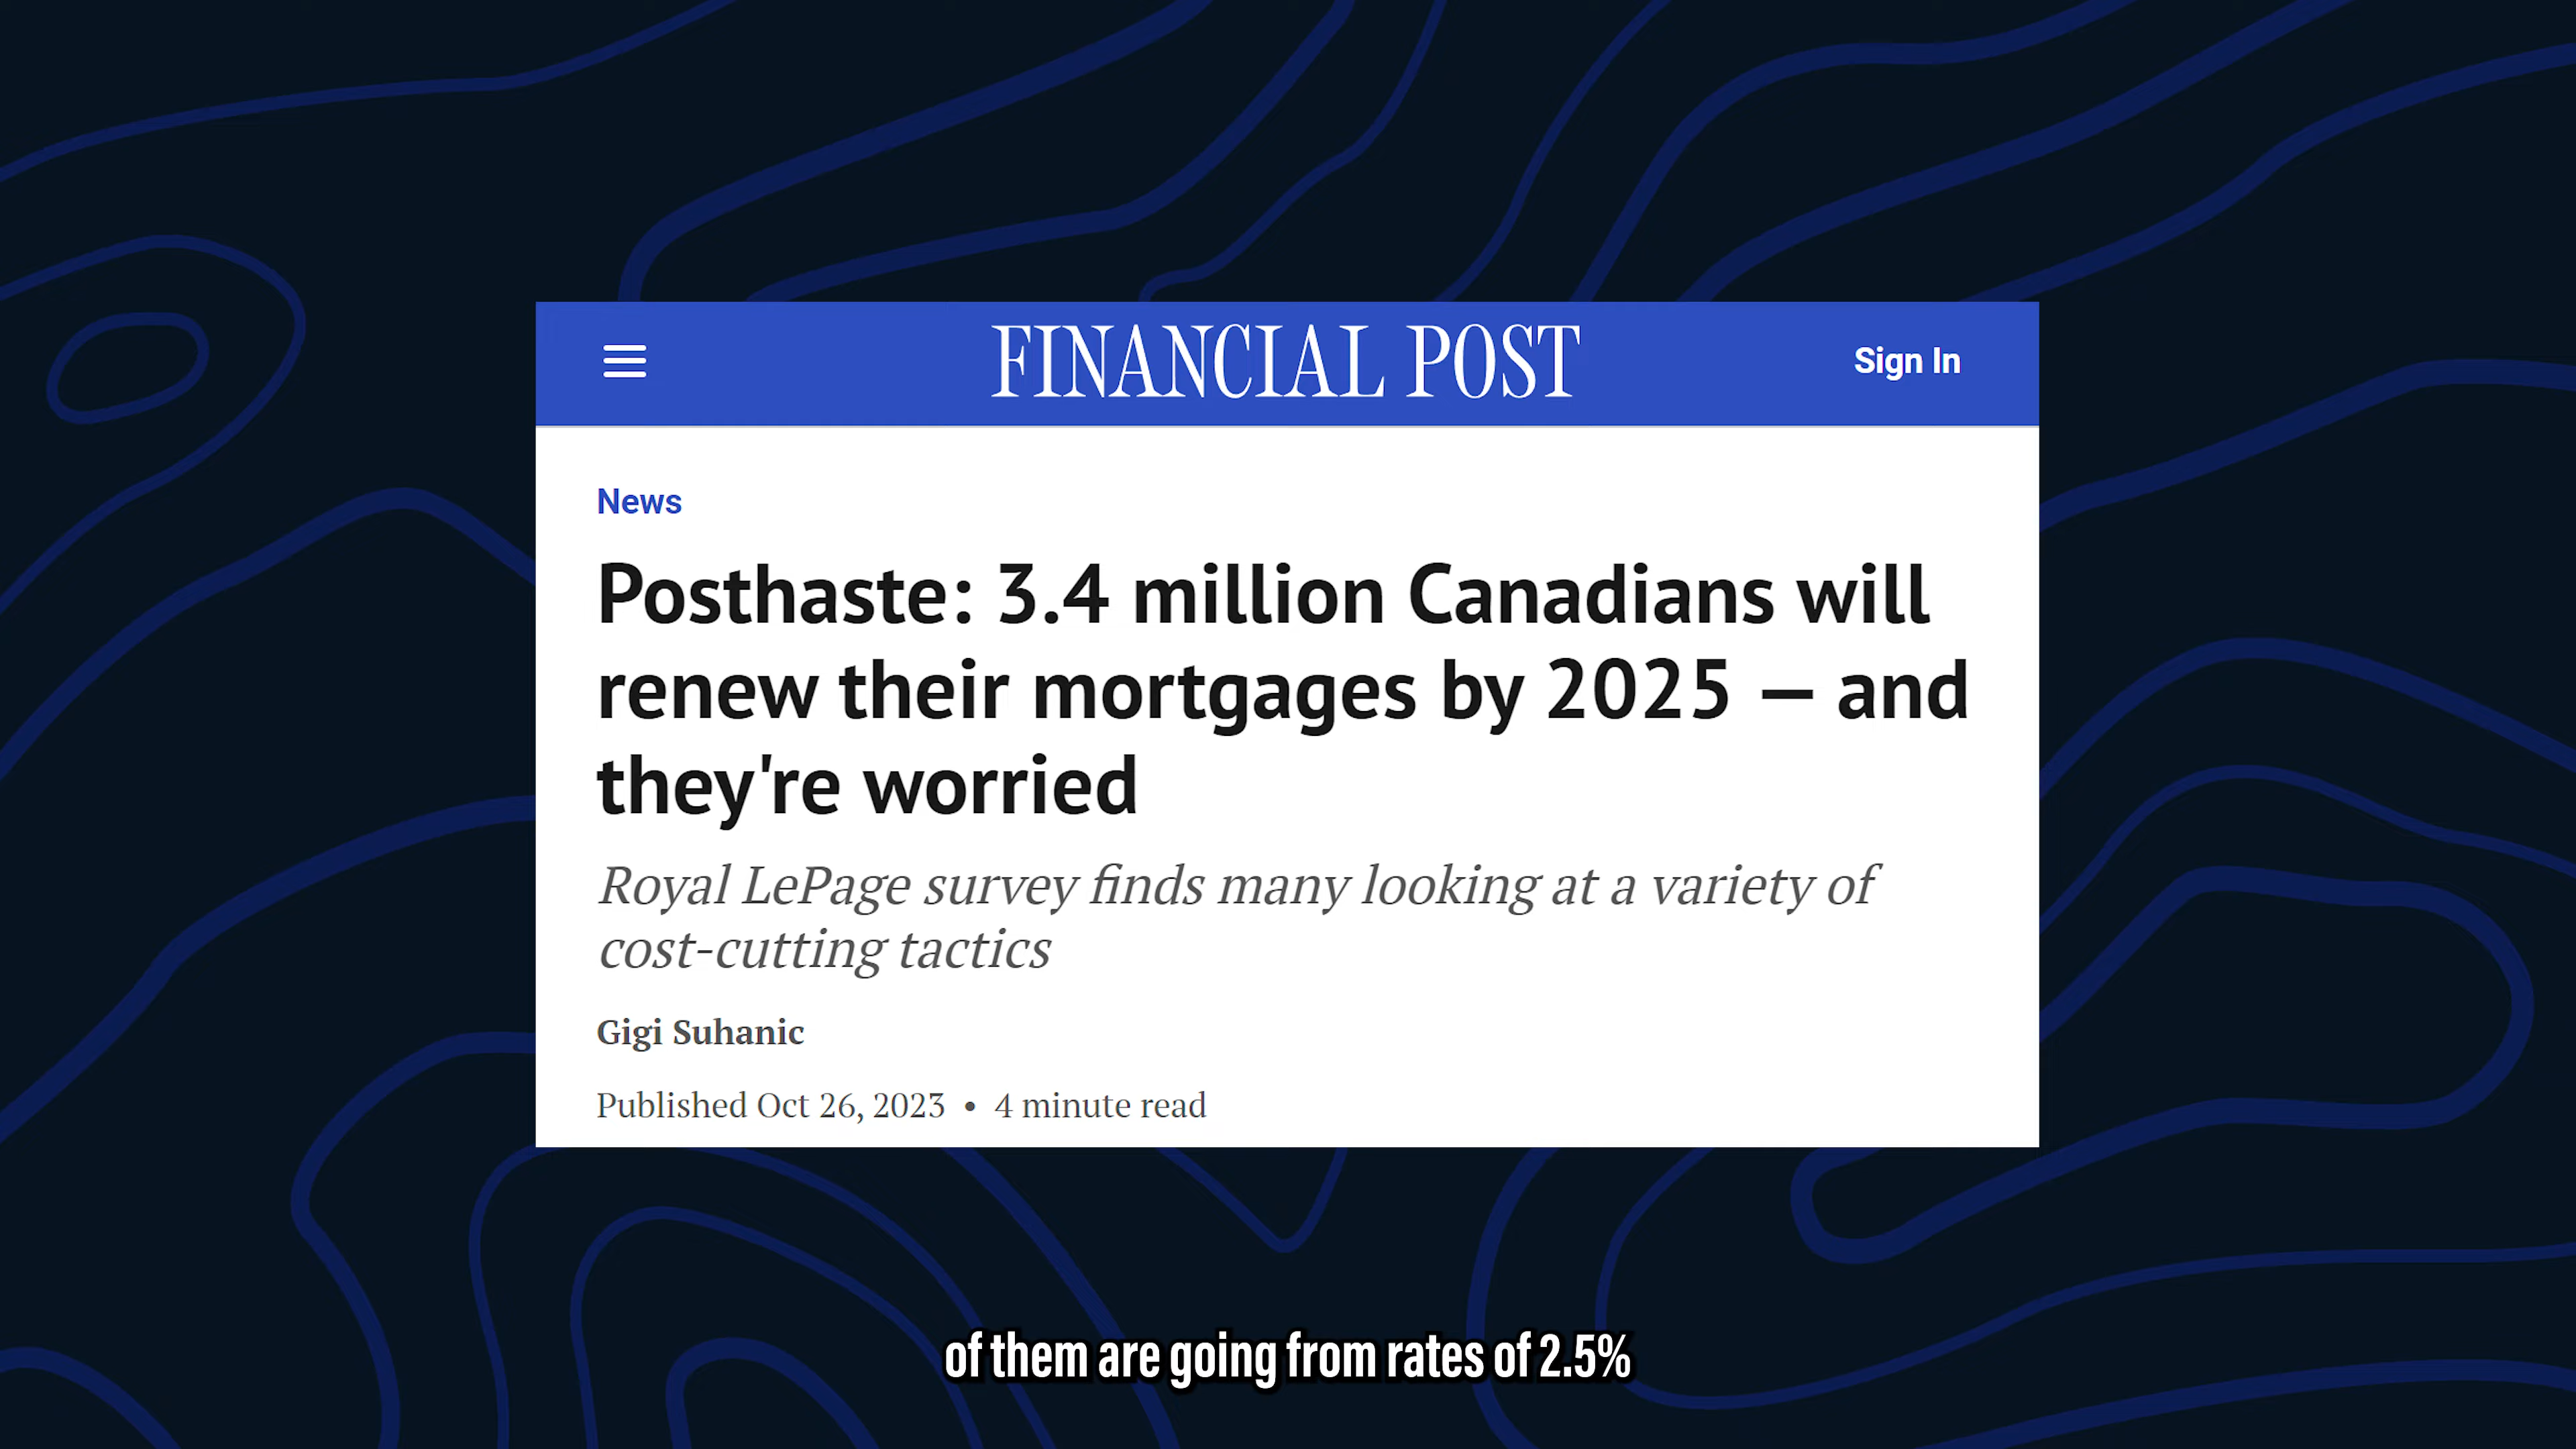 FINANCIAL POST
Sign In
News
Posthaste: 3.4 million Canadians will
renew their mortgages by 2025 — and
they're worried
Royal LePage survey finds many looking at a variety of
cost-cutting tactics
Gigi Suhanic
Published Oct 26, 2023 • 4 minute read
of them are going from rates of 2.5%